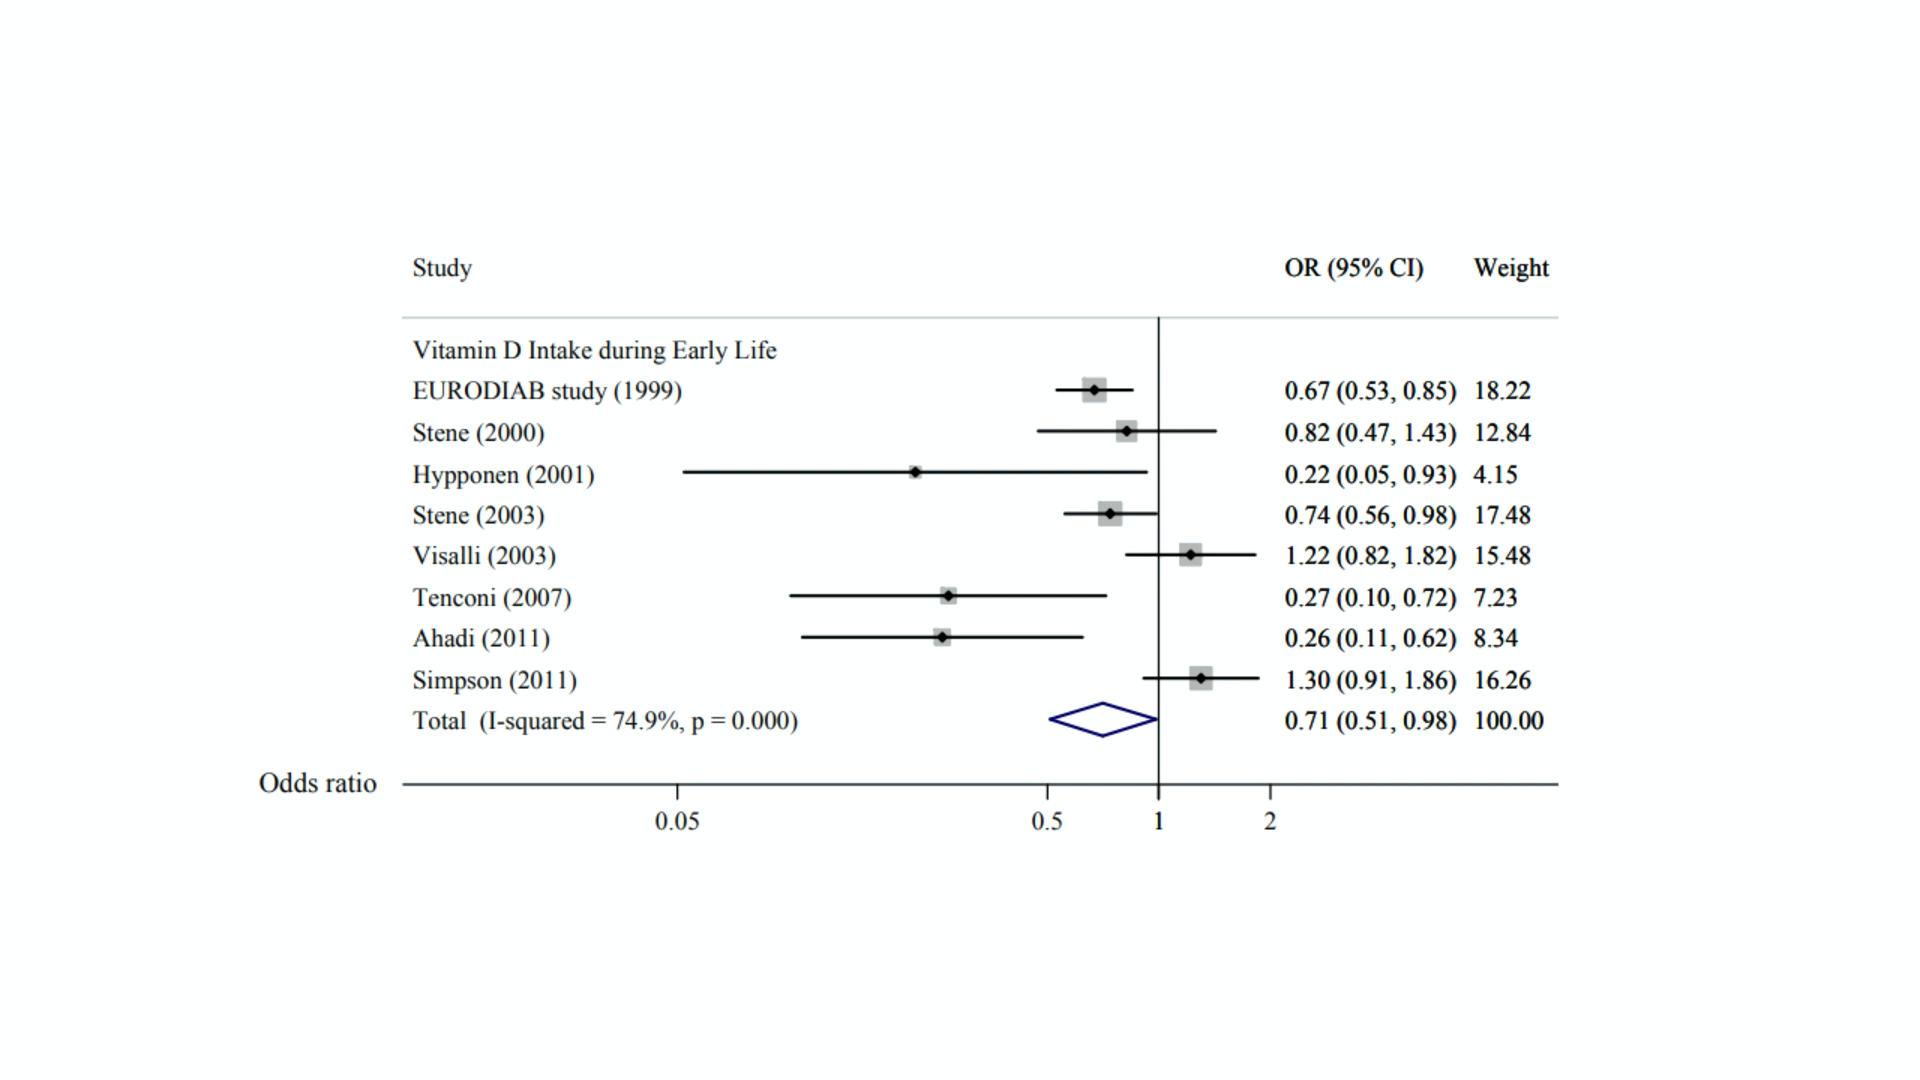 Study OR (95% CI) Weight
Vitamin D Intake during Early Life
EURODIAB study (1999) 0.67 (0.53, 0.85) 18.22
Stene (2000) 0.82 (0.47, 1.43) 12.84
Hypponen (2001) 0.22 (0.05, 0.93) 4.15
Stene (2003) 0.74 (0.56, 0.98) 17.48
Visalli (2003) 1.22 (0.82, 1.82) 15.48
Tenconi (2007) 0.27 (0.10, 0.72) 7.23
Ahadi (2011) 0.26 (0.11, 0.62) 8.34
Simpson (2011) 1.30 (0.91, 1.86) 16.26
Total (I-squared = 74.9%, p = 0.000) 0.71 (0.51, 0.98) 100.00
Odds ratio
0.05 0.5 1 2